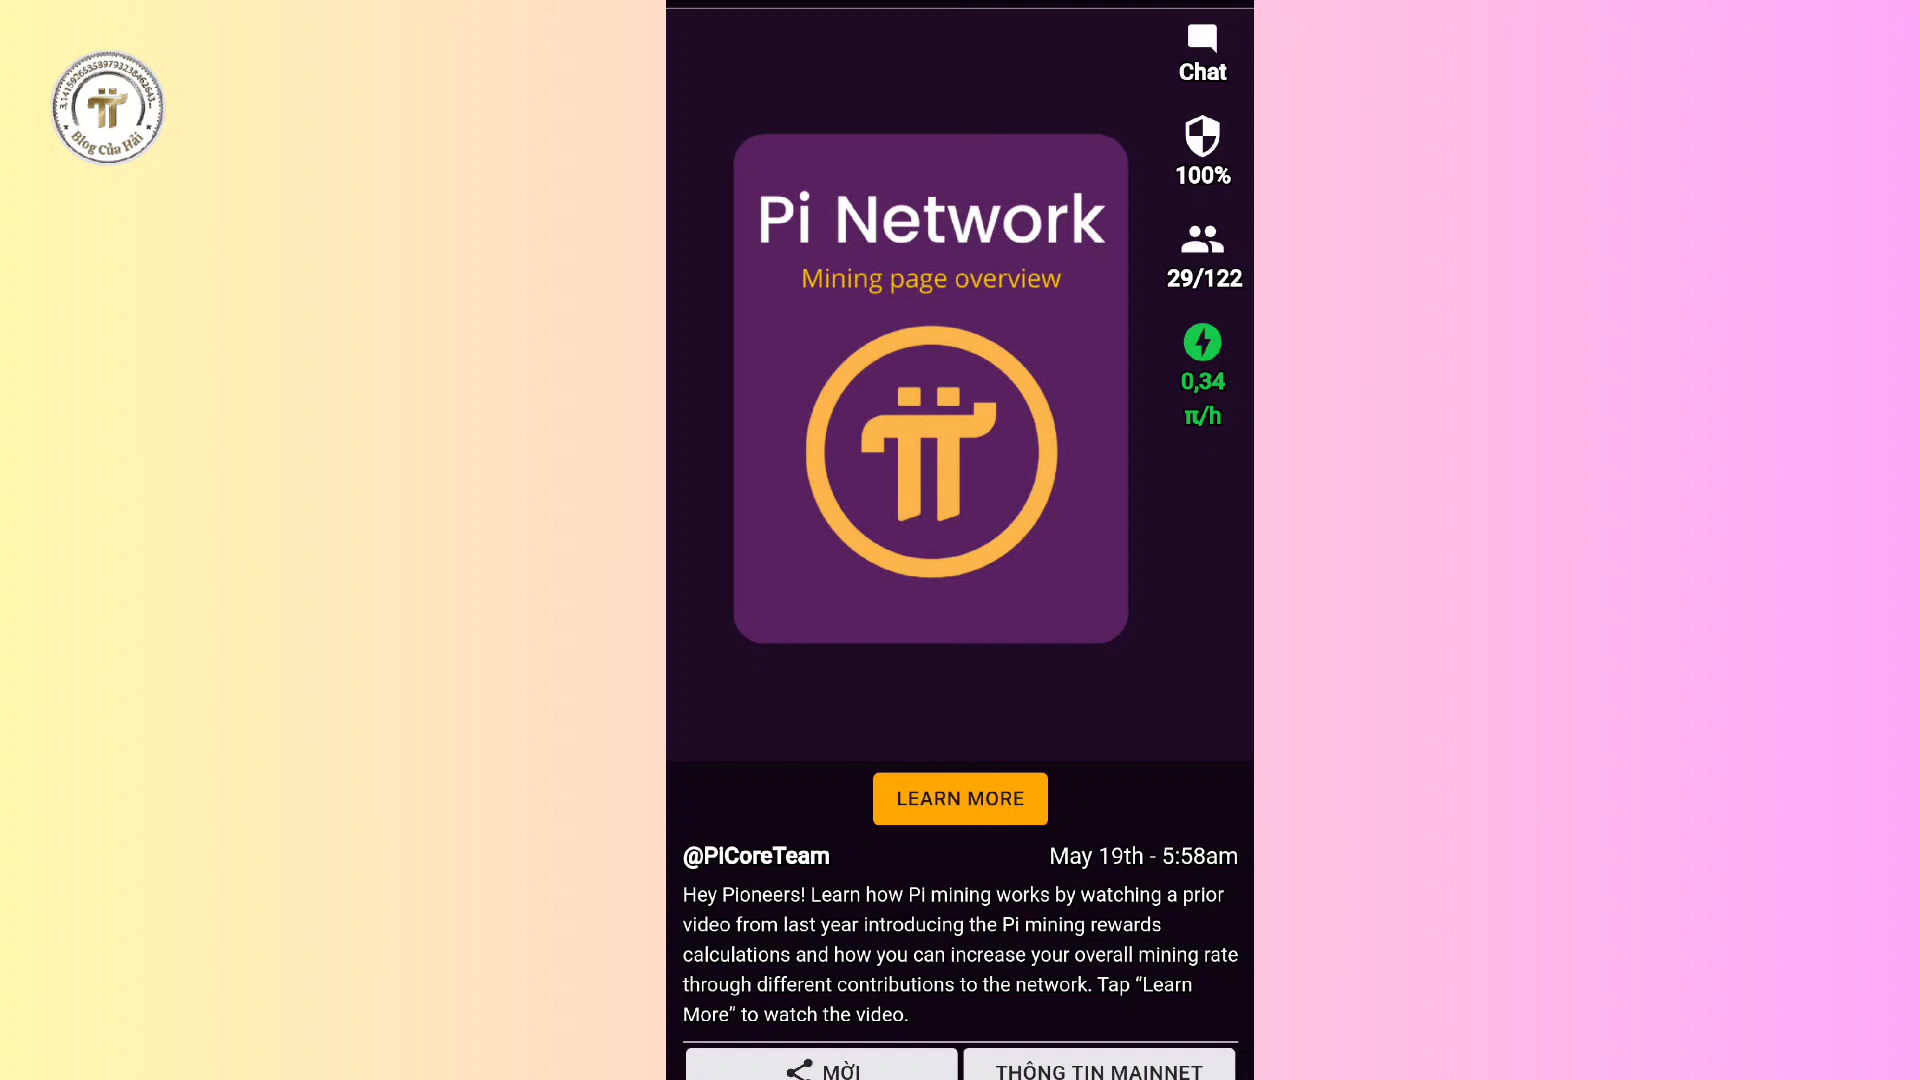 3.14159265358979323846262643...
Blog Của Hải
Chat
100%
29/122
0,34
π/h
Pi Network
Mining page overview
LEARN MORE
@PiCoreTeam
May 19th - 5:58am
Hey Pioneers! Learn how Pi mining works by watching a prior
video from last year introducing the Pi mining rewards
calculations and how you can increase your overall mining rate
through different contributions to the network. Tap “Learn
More” to watch the video.
MỜI
THÔNG TIN MAINNET